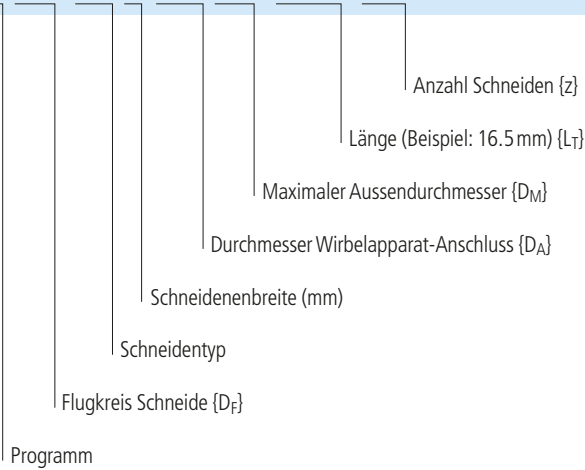 Anzahl Schneiden {z}
Länge (Beispiel: 16.5 mm) {LT}
Maximaler Aussendurchmesser {DM}
Durchmesser Wirbelapparat-Anschluss {DA}
Schneidenenbreite (mm)
Schneidentyp
Flugkreis Schneide {DF}
Programm